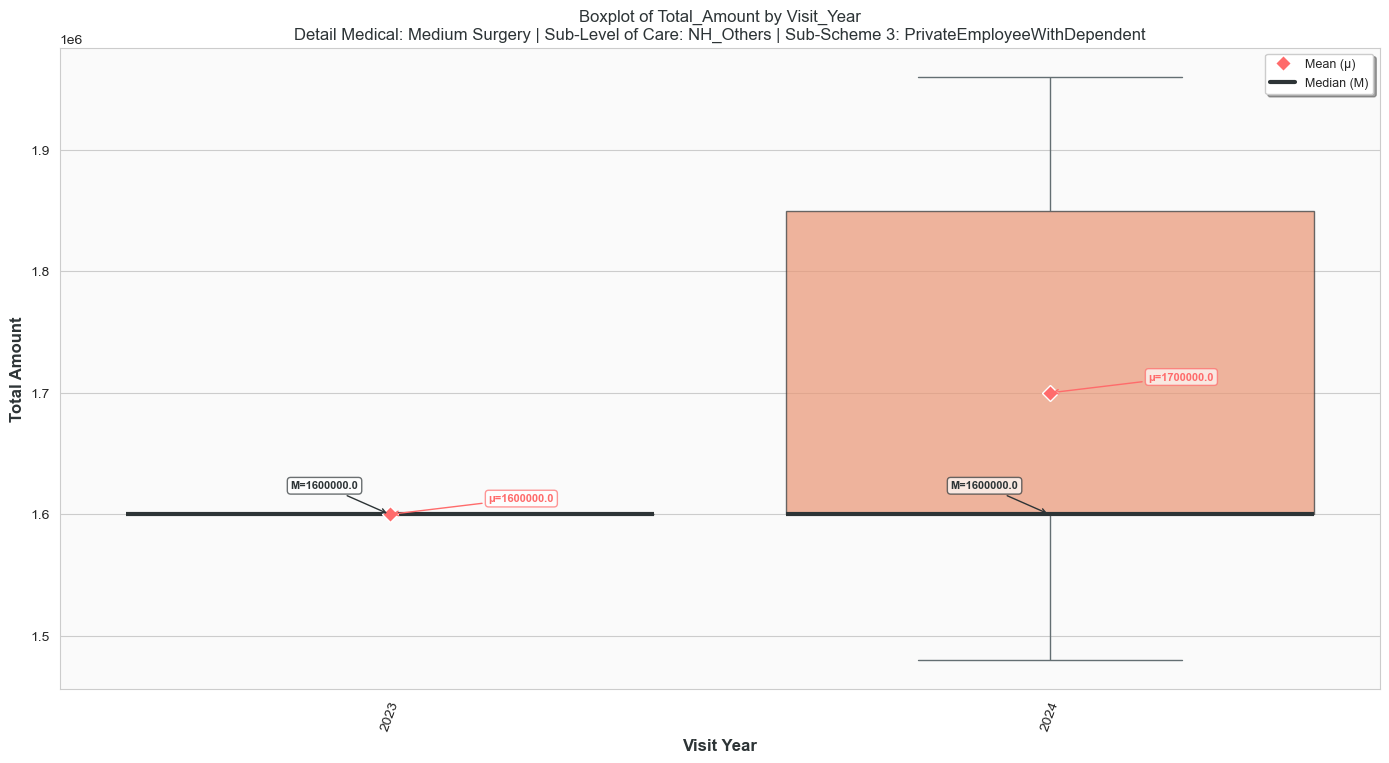 Boxplot of Total_Amount by Visit_Year
Detail Medical: Medium Surgery | Sub-Level of Care: NH_Others | Sub-Scheme 3: PrivateEmployeeWithDependent
1e6
Mean (μ)
Median (M)
1.9
1.8
1.7
1.6
1.5
Total Amount
μ=1700000.0
M=1600000.0
μ=1600000.0
M=1600000.0
2023
2024
Visit Year